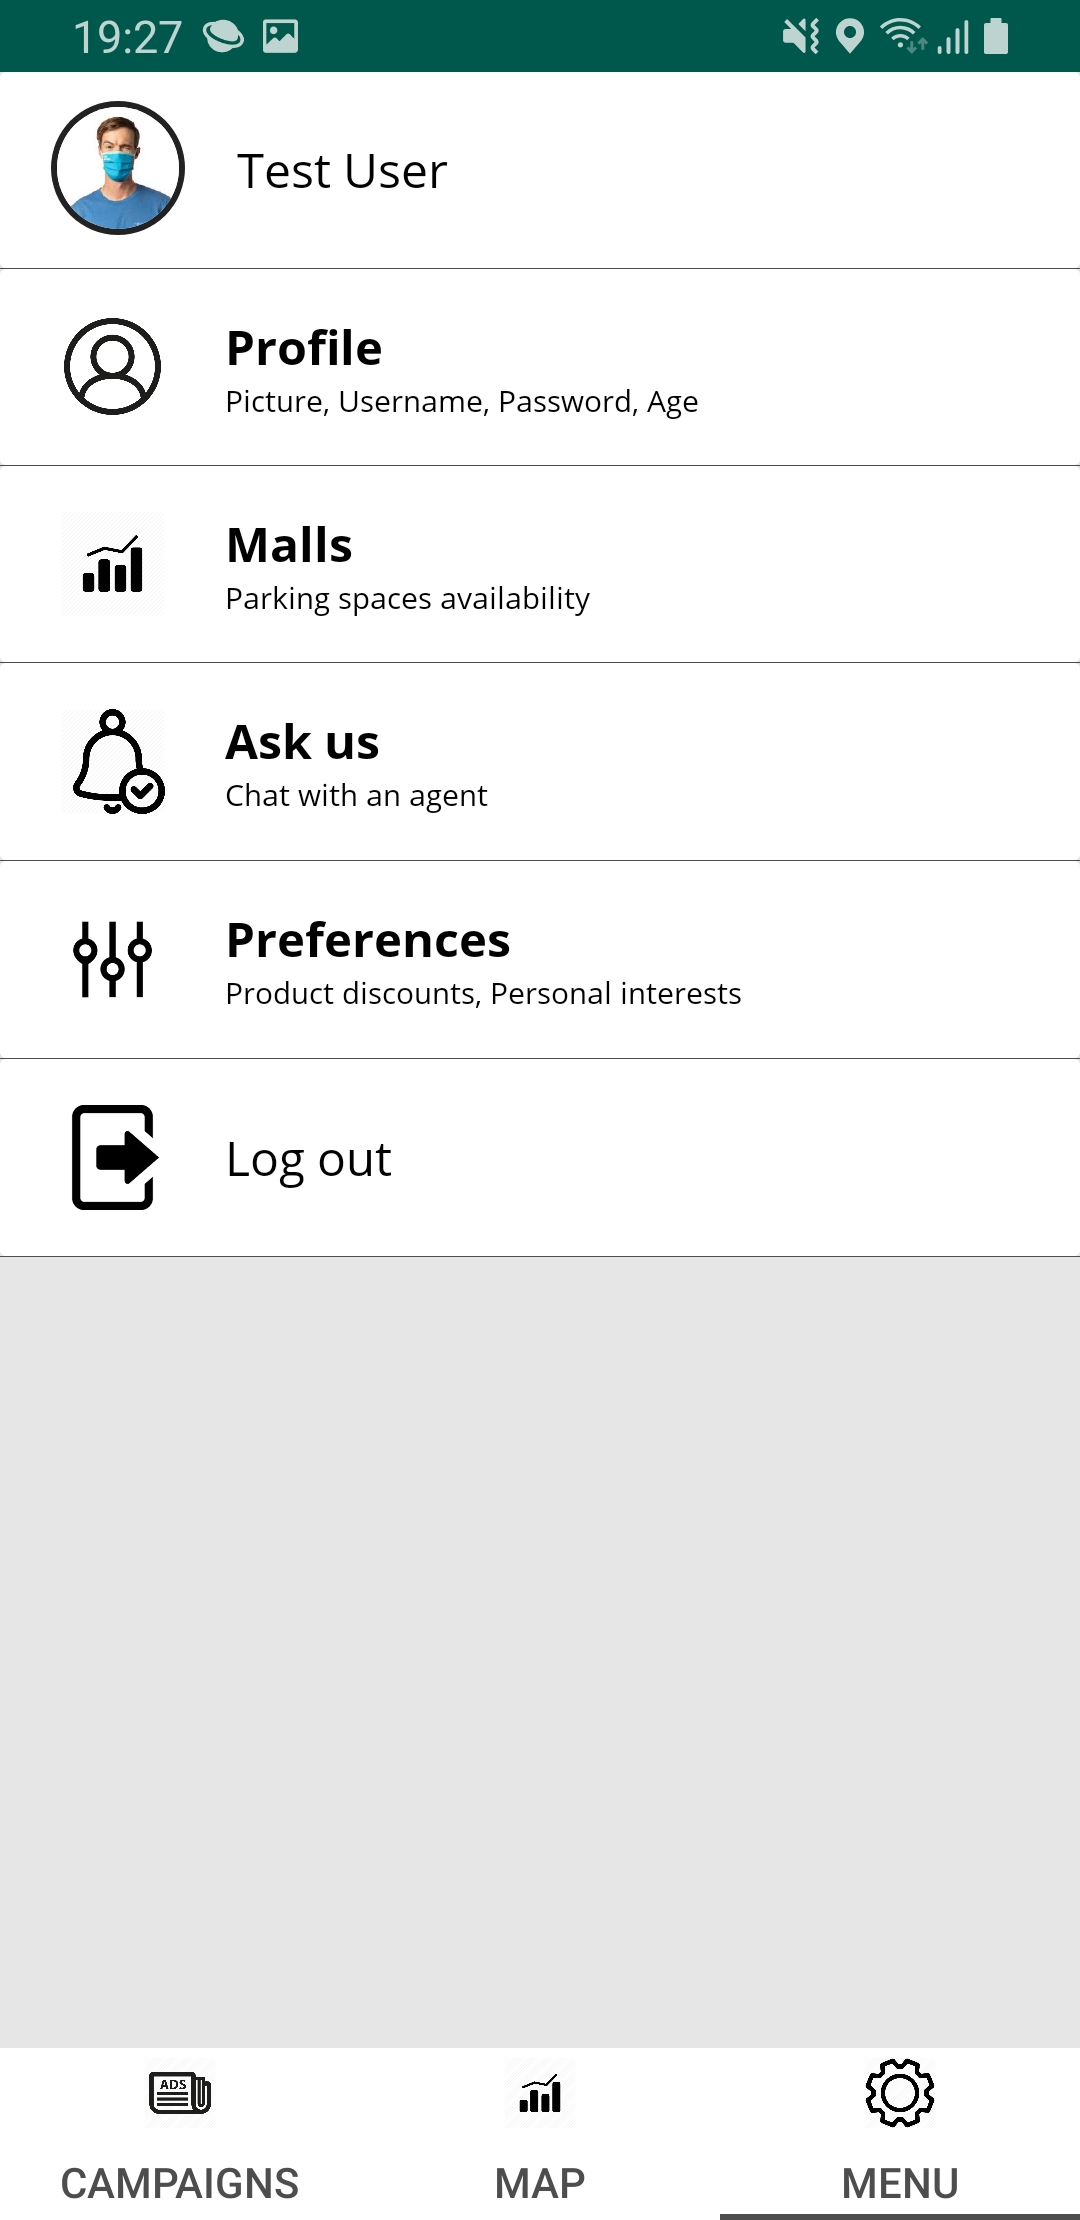 19:27
Test User
Profile
Picture, Username, Password, Age
Malls
Parking spaces availability
Ask us
Chat with an agent
Preferences
Product discounts, Personal interests
Log out
ADS
CAMPAIGNS MAP MENU